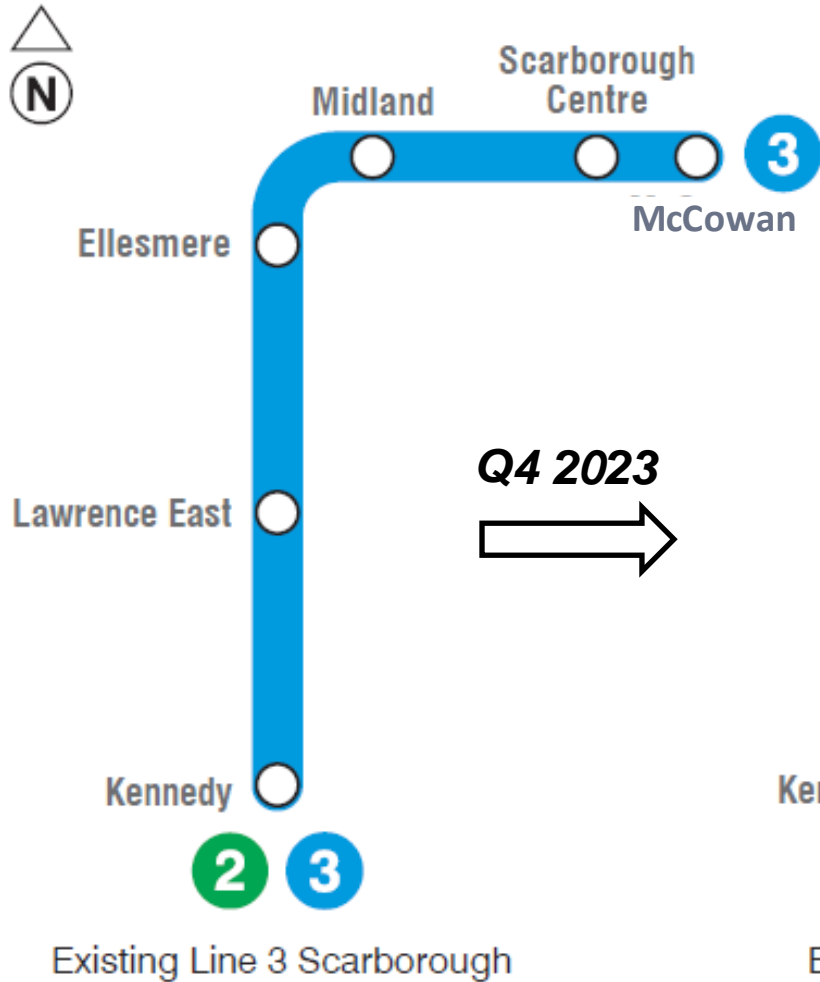 N
Scarborough
Centre
Midland
3
McCowan
Ellesmere
Q4 2023
Lawrence East
Kennedy
2 3
Existing Line 3 Scarborough